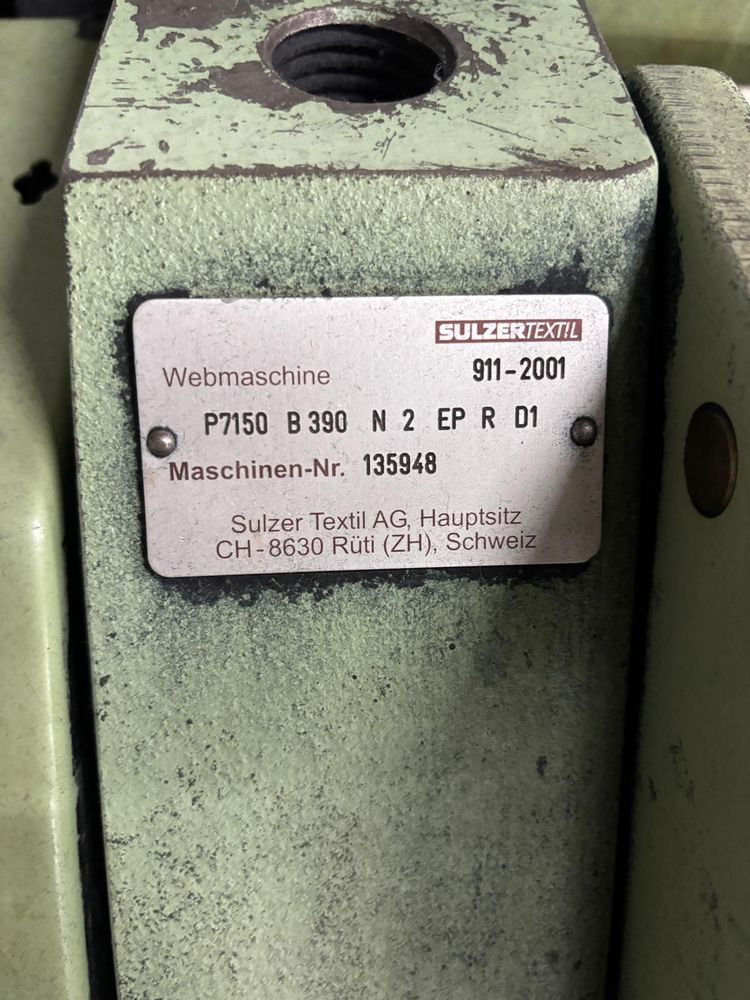 SULZERTEXTIL
Webmaschine 911-2001
P7150 B 390 N 2 EP R D1
Maschinen-Nr. 135948
Sulzer Textil AG, Hauptsitz
CH-8630 Rüti (ZH), Schweiz